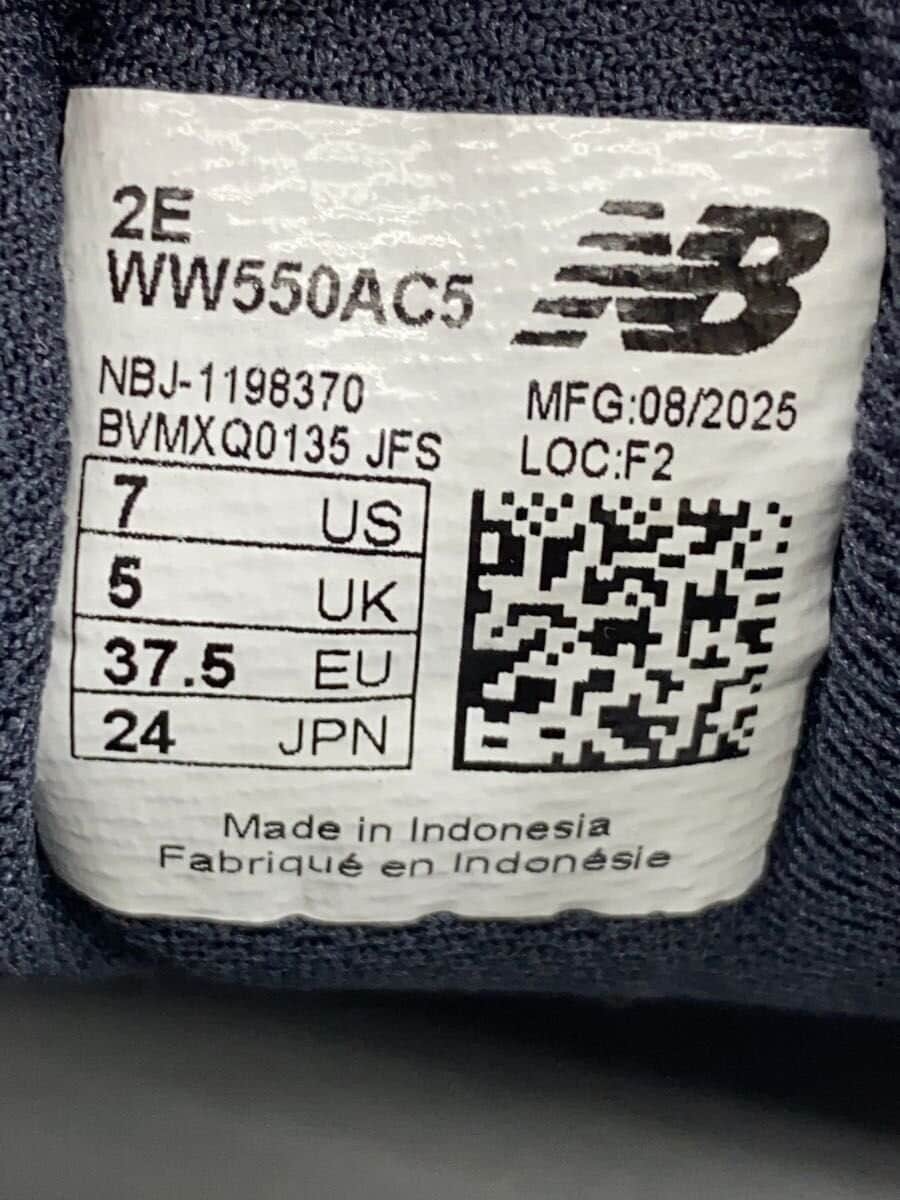 2E
WW550AC5
NB
NBJ-1198370
BVMXQ0135 JFS
MFG:08/2025
LOC:F2
7 US
5 UK
37.5 EU
24 JPN
Made in Indonesia
Fabriqué en Indonésie